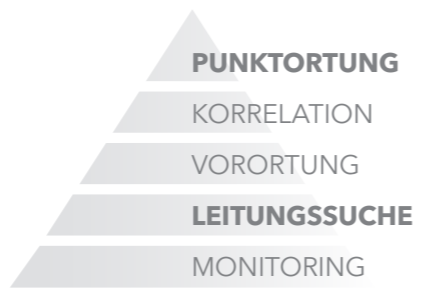 PUNKTORTUNG
KORRELATION
VORORTUNG
LEITUNGSSUCHE
MONITORING